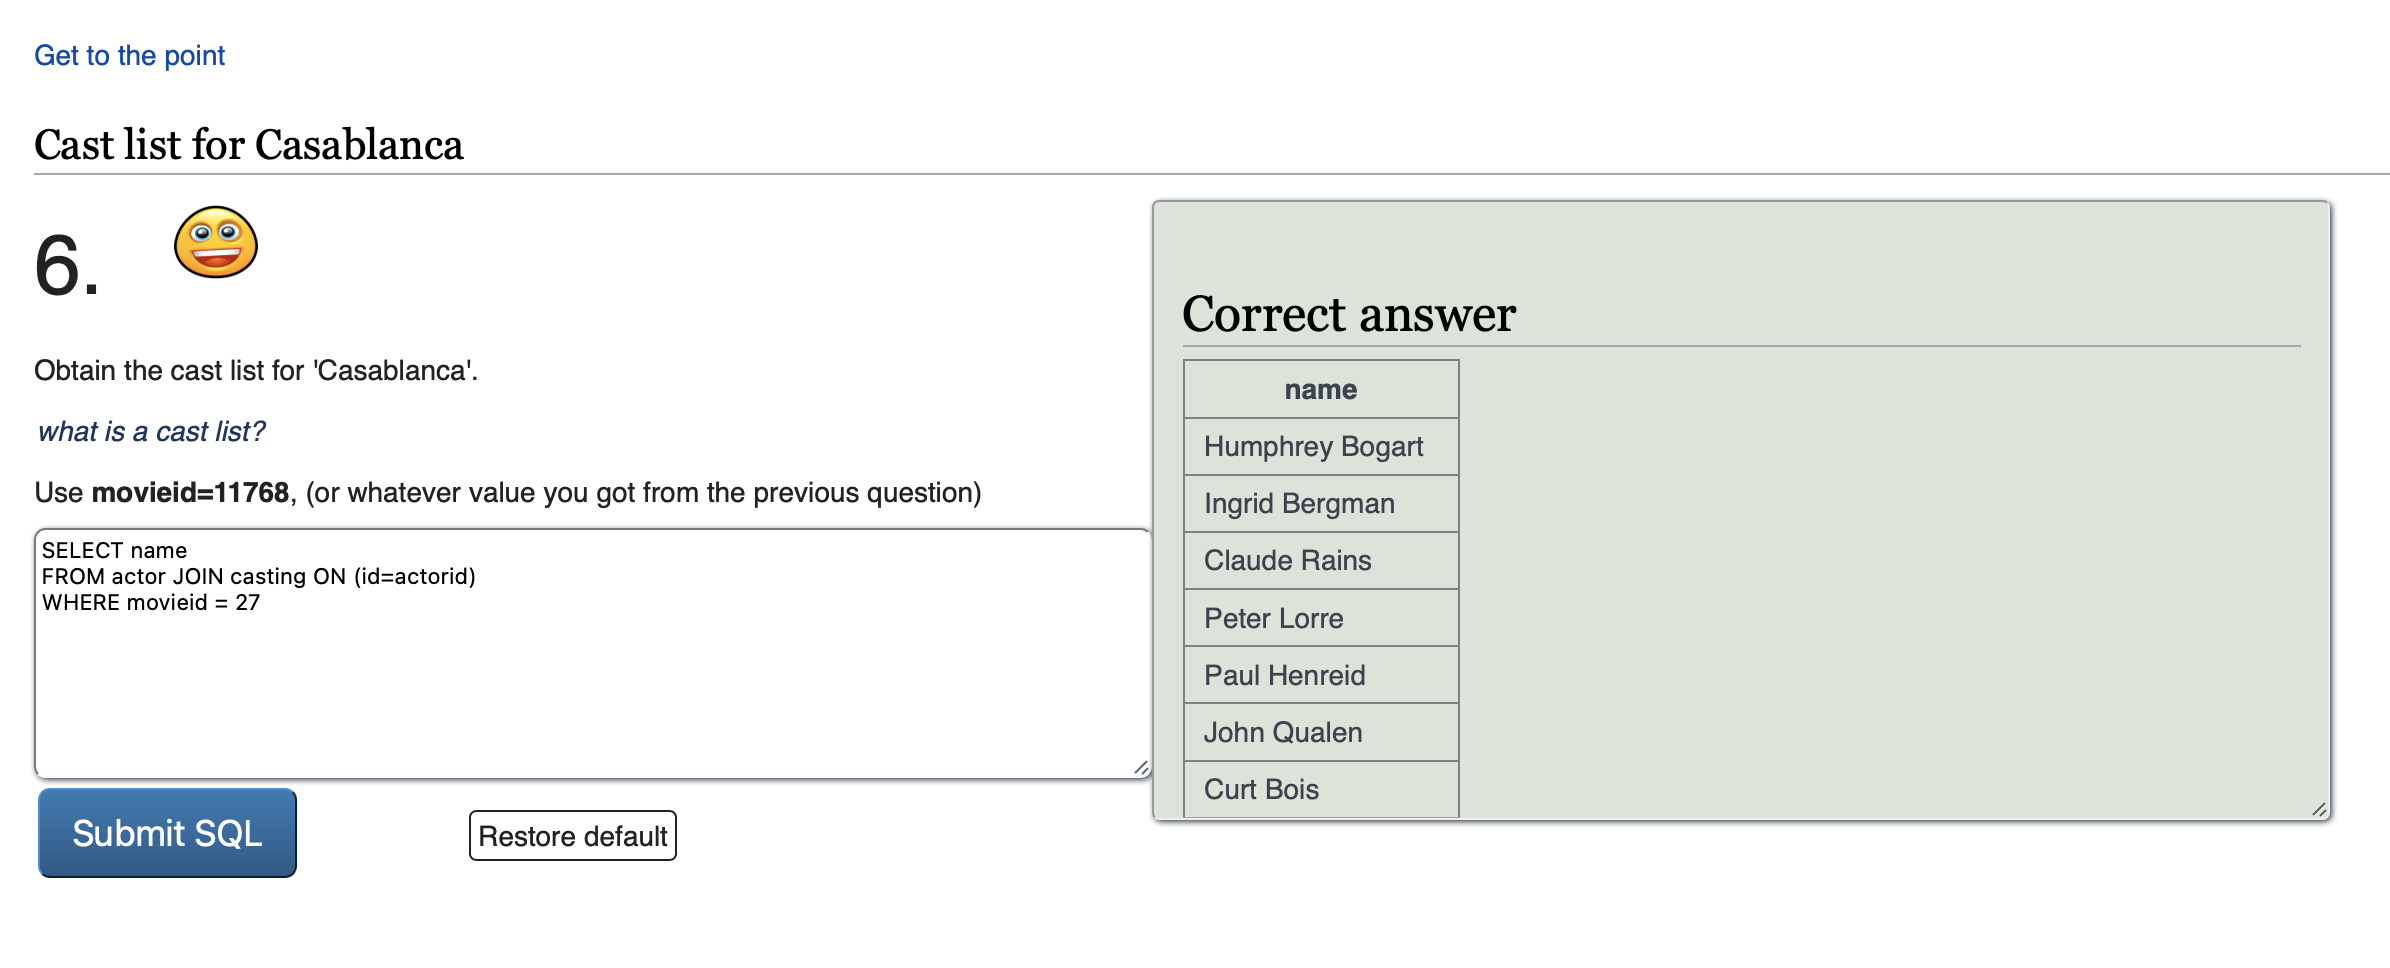 Get to the point
Cast list for Casablanca
6.
Obtain the cast list for 'Casablanca'.
what is a cast list?
Use movieid=11768, (or whatever value you got from the previous question)
SELECT name
FROM actor JOIN casting ON (id=actorid)
WHERE movieid = 27
Submit SQL
Restore default
Correct answer
name
Humphrey Bogart
Ingrid Bergman
Claude Rains
Peter Lorre
Paul Henreid
John Qualen
Curt Bois